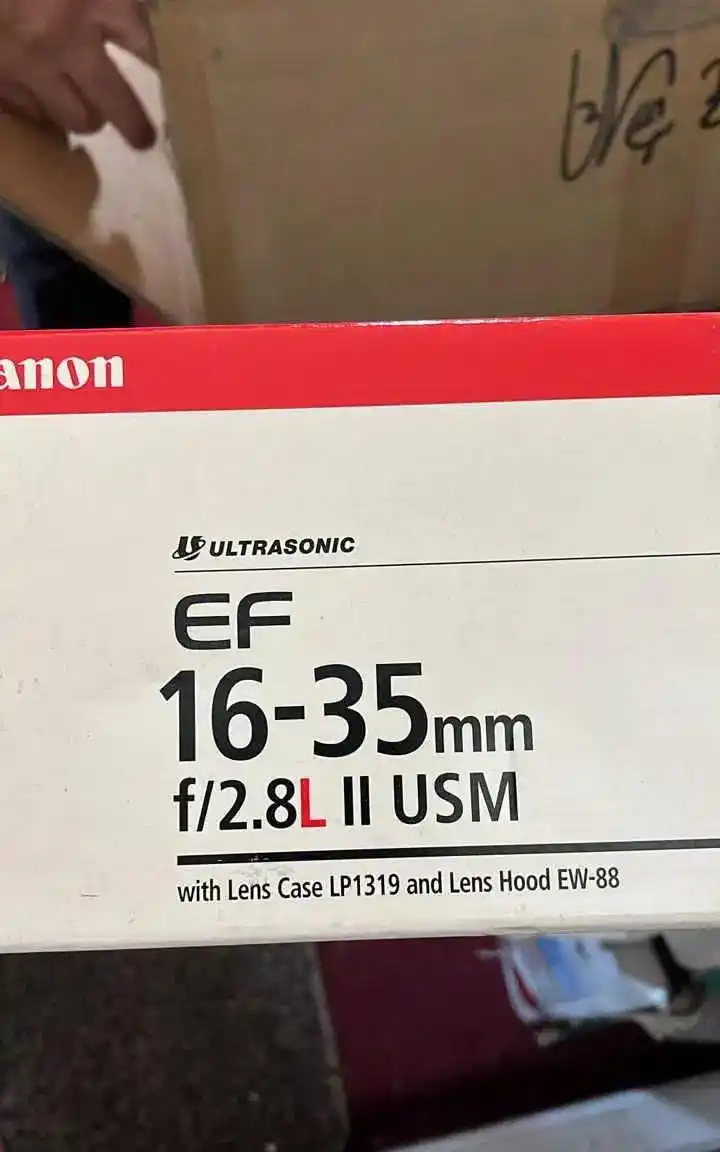 anon
ULTRASONIC
EF
16-35mm
f/2.8L II USM
with Lens Case LP1319 and Lens Hood EW-88